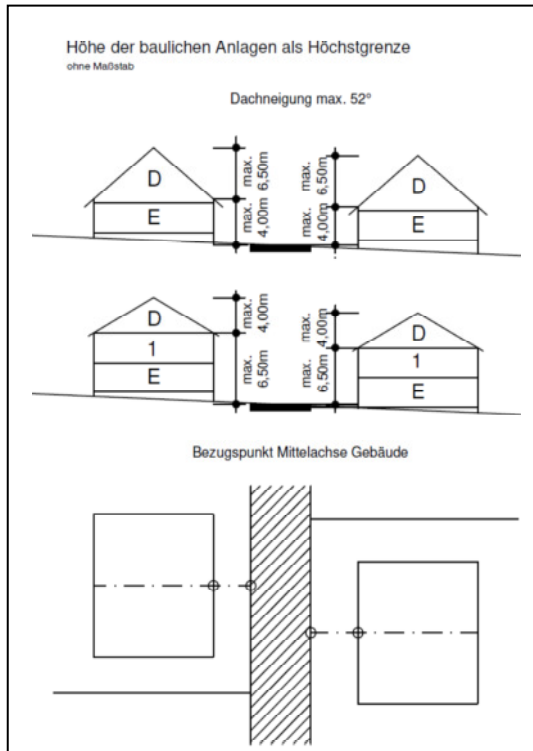 Höhe der baulichen Anlagen als Höchstgrenze
ohne Maßstab
Dachneigung max. 52°
D
E
max.
6,50m
max.
4,00m
max.
6,50m
max.
4,00m
D
E
D
1
E
max.
4,00m
max.
6,50m
max.
4,00m
max.
6,50m
D
1
E
Bezugspunkt Mittelachse Gebäude